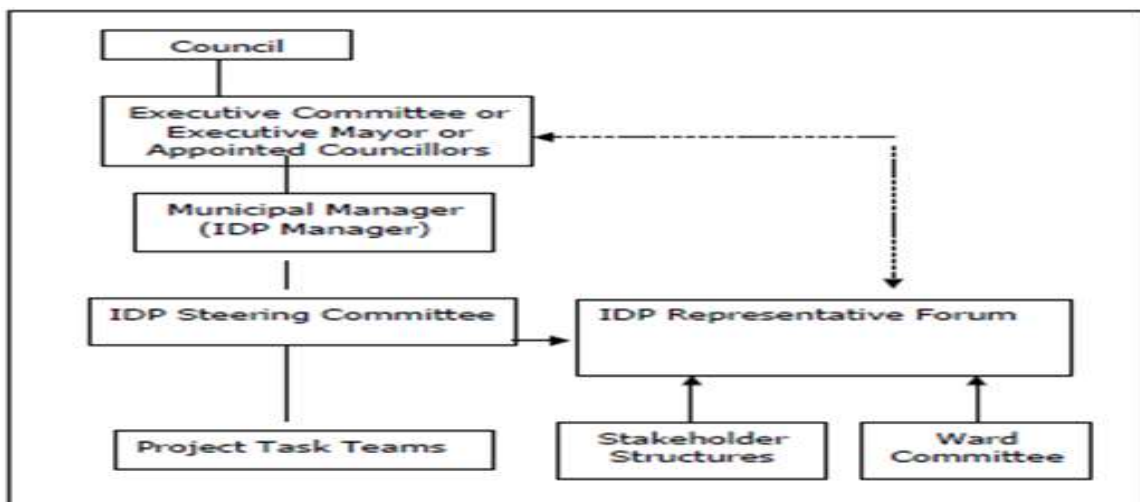 Council
Executive Committee or
Executive Mayor or
Appointed Councillors
Municipal Manager
(IDP Manager)
IDP Steering Committee
IDP Representative Forum
Project Task Teams
Stakeholder
Structures
Ward
Committee